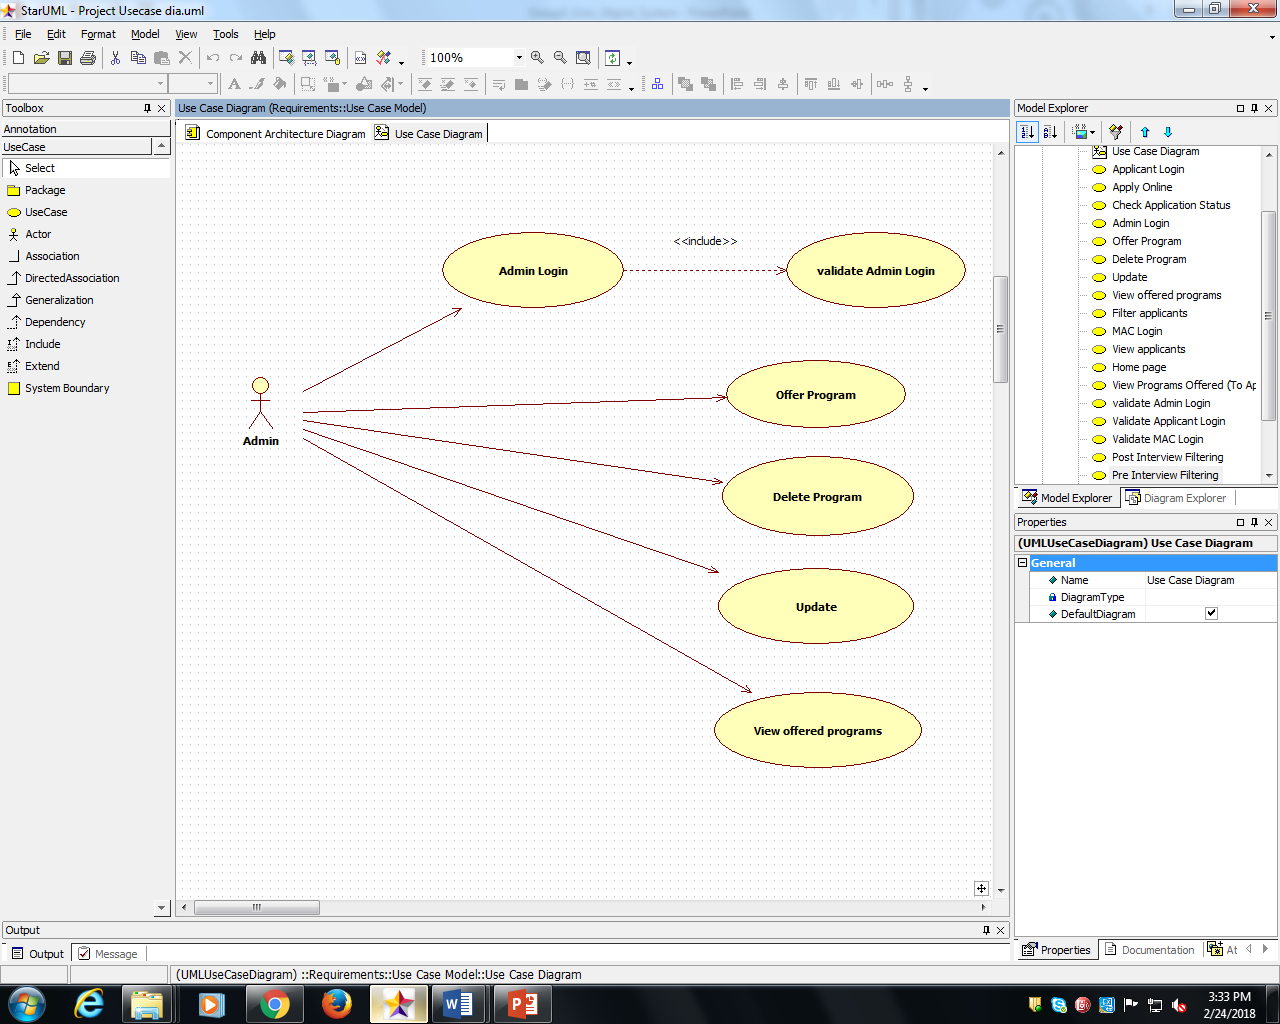 StarUML - Project Usecase dia.uml
File Edit Format Model View Tools Help
100%
Toolbox
Annotation
UseCase
Select
Package
UseCase
Actor
Association
DirectedAssociation
Generalization
Dependency
Include
Extend
System Boundary
Use Case Diagram (Requirements::Use Case Model)
Component Architecture Diagram Use Case Diagram
<<include>>
Admin Login
validate Admin Login
Offer Program
Admin
Delete Program
Update
View offered programs
Model Explorer
Use Case Diagram
Applicant Login
Apply Online
Check Application Status
Admin Login
Offer Program
Delete Program
Update
View offered programs
Filter applicants
MAC Login
View applicants
Home page
View Programs Offered (To Ap
validate Admin Login
Validate Applicant Login
Validate MAC Login
Post Interview Filtering
Pre Interview Filtering
Model Explorer Diagram Explorer
Properties
(UMLUseCaseDiagram) Use Case Diagram
General
Name Use Case Diagram
DiagramType
DefaultDiagram
Properties Documentation At
Output
Output Message
(UMLUseCaseDiagram) ::Requirements::Use Case Model::Use Case Diagram
3:33 PM
2/24/2018